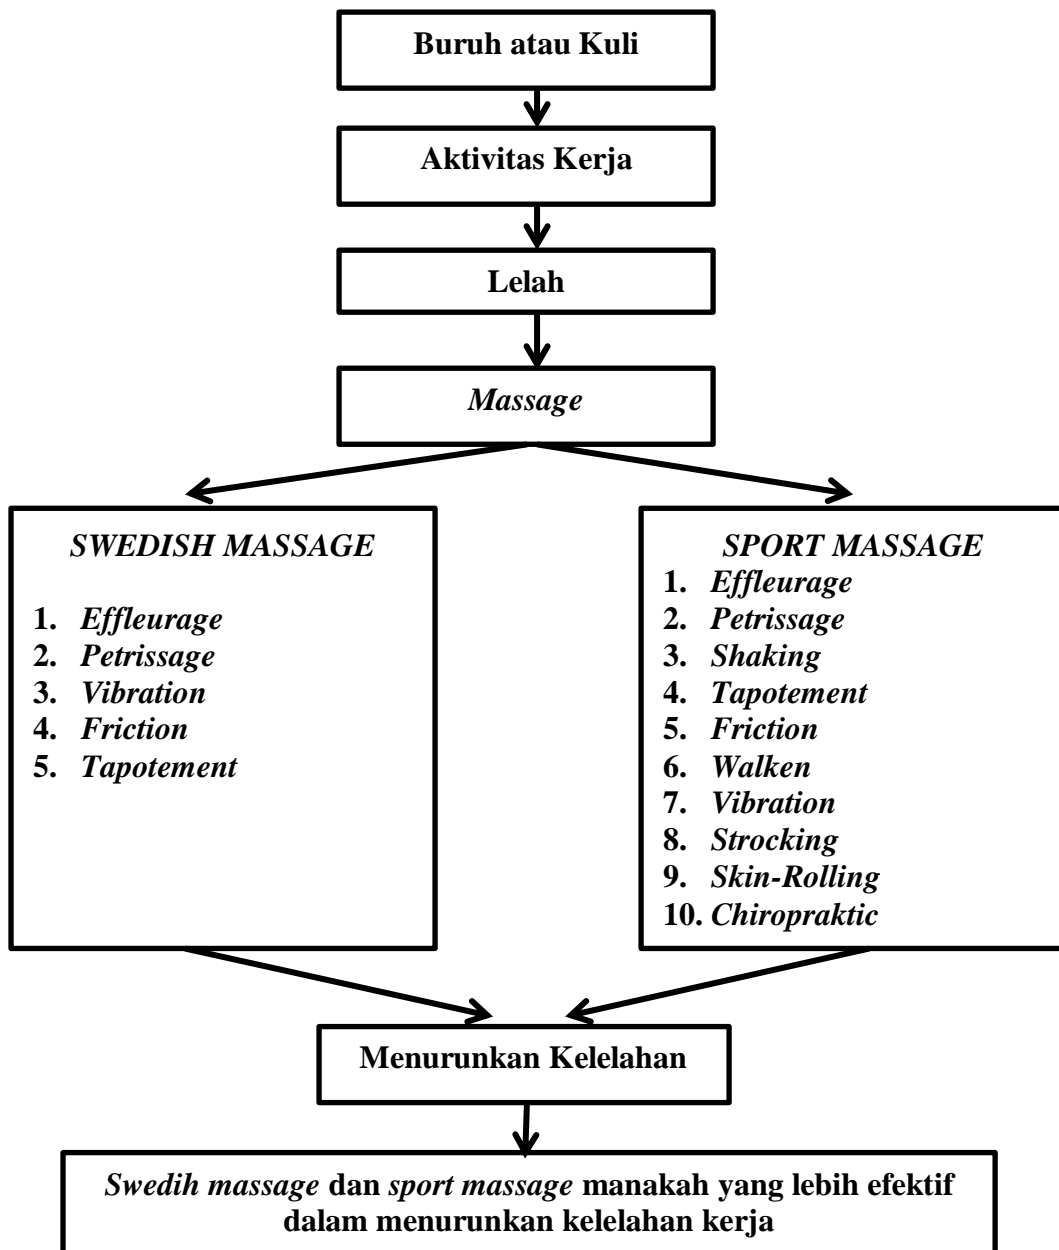 Buruh atau Kuli
Aktivitas Kerja
Lelah
Massage
SWEDISH MASSAGE
1. Effleurage
2. Petrissage
3. Vibration
4. Friction
5. Tapotement
SPORT MASSAGE
1. Effleurage
2. Petrissage
3. Shaking
4. Tapotement
5. Friction
6. Walken
7. Vibration
8. Strocking
9. Skin-Rolling
10. Chiropraktic
Menurunkan Kelelahan
Swedih massage dan sport massage manakah yang lebih efektif
dalam menurunkan kelelahan kerja